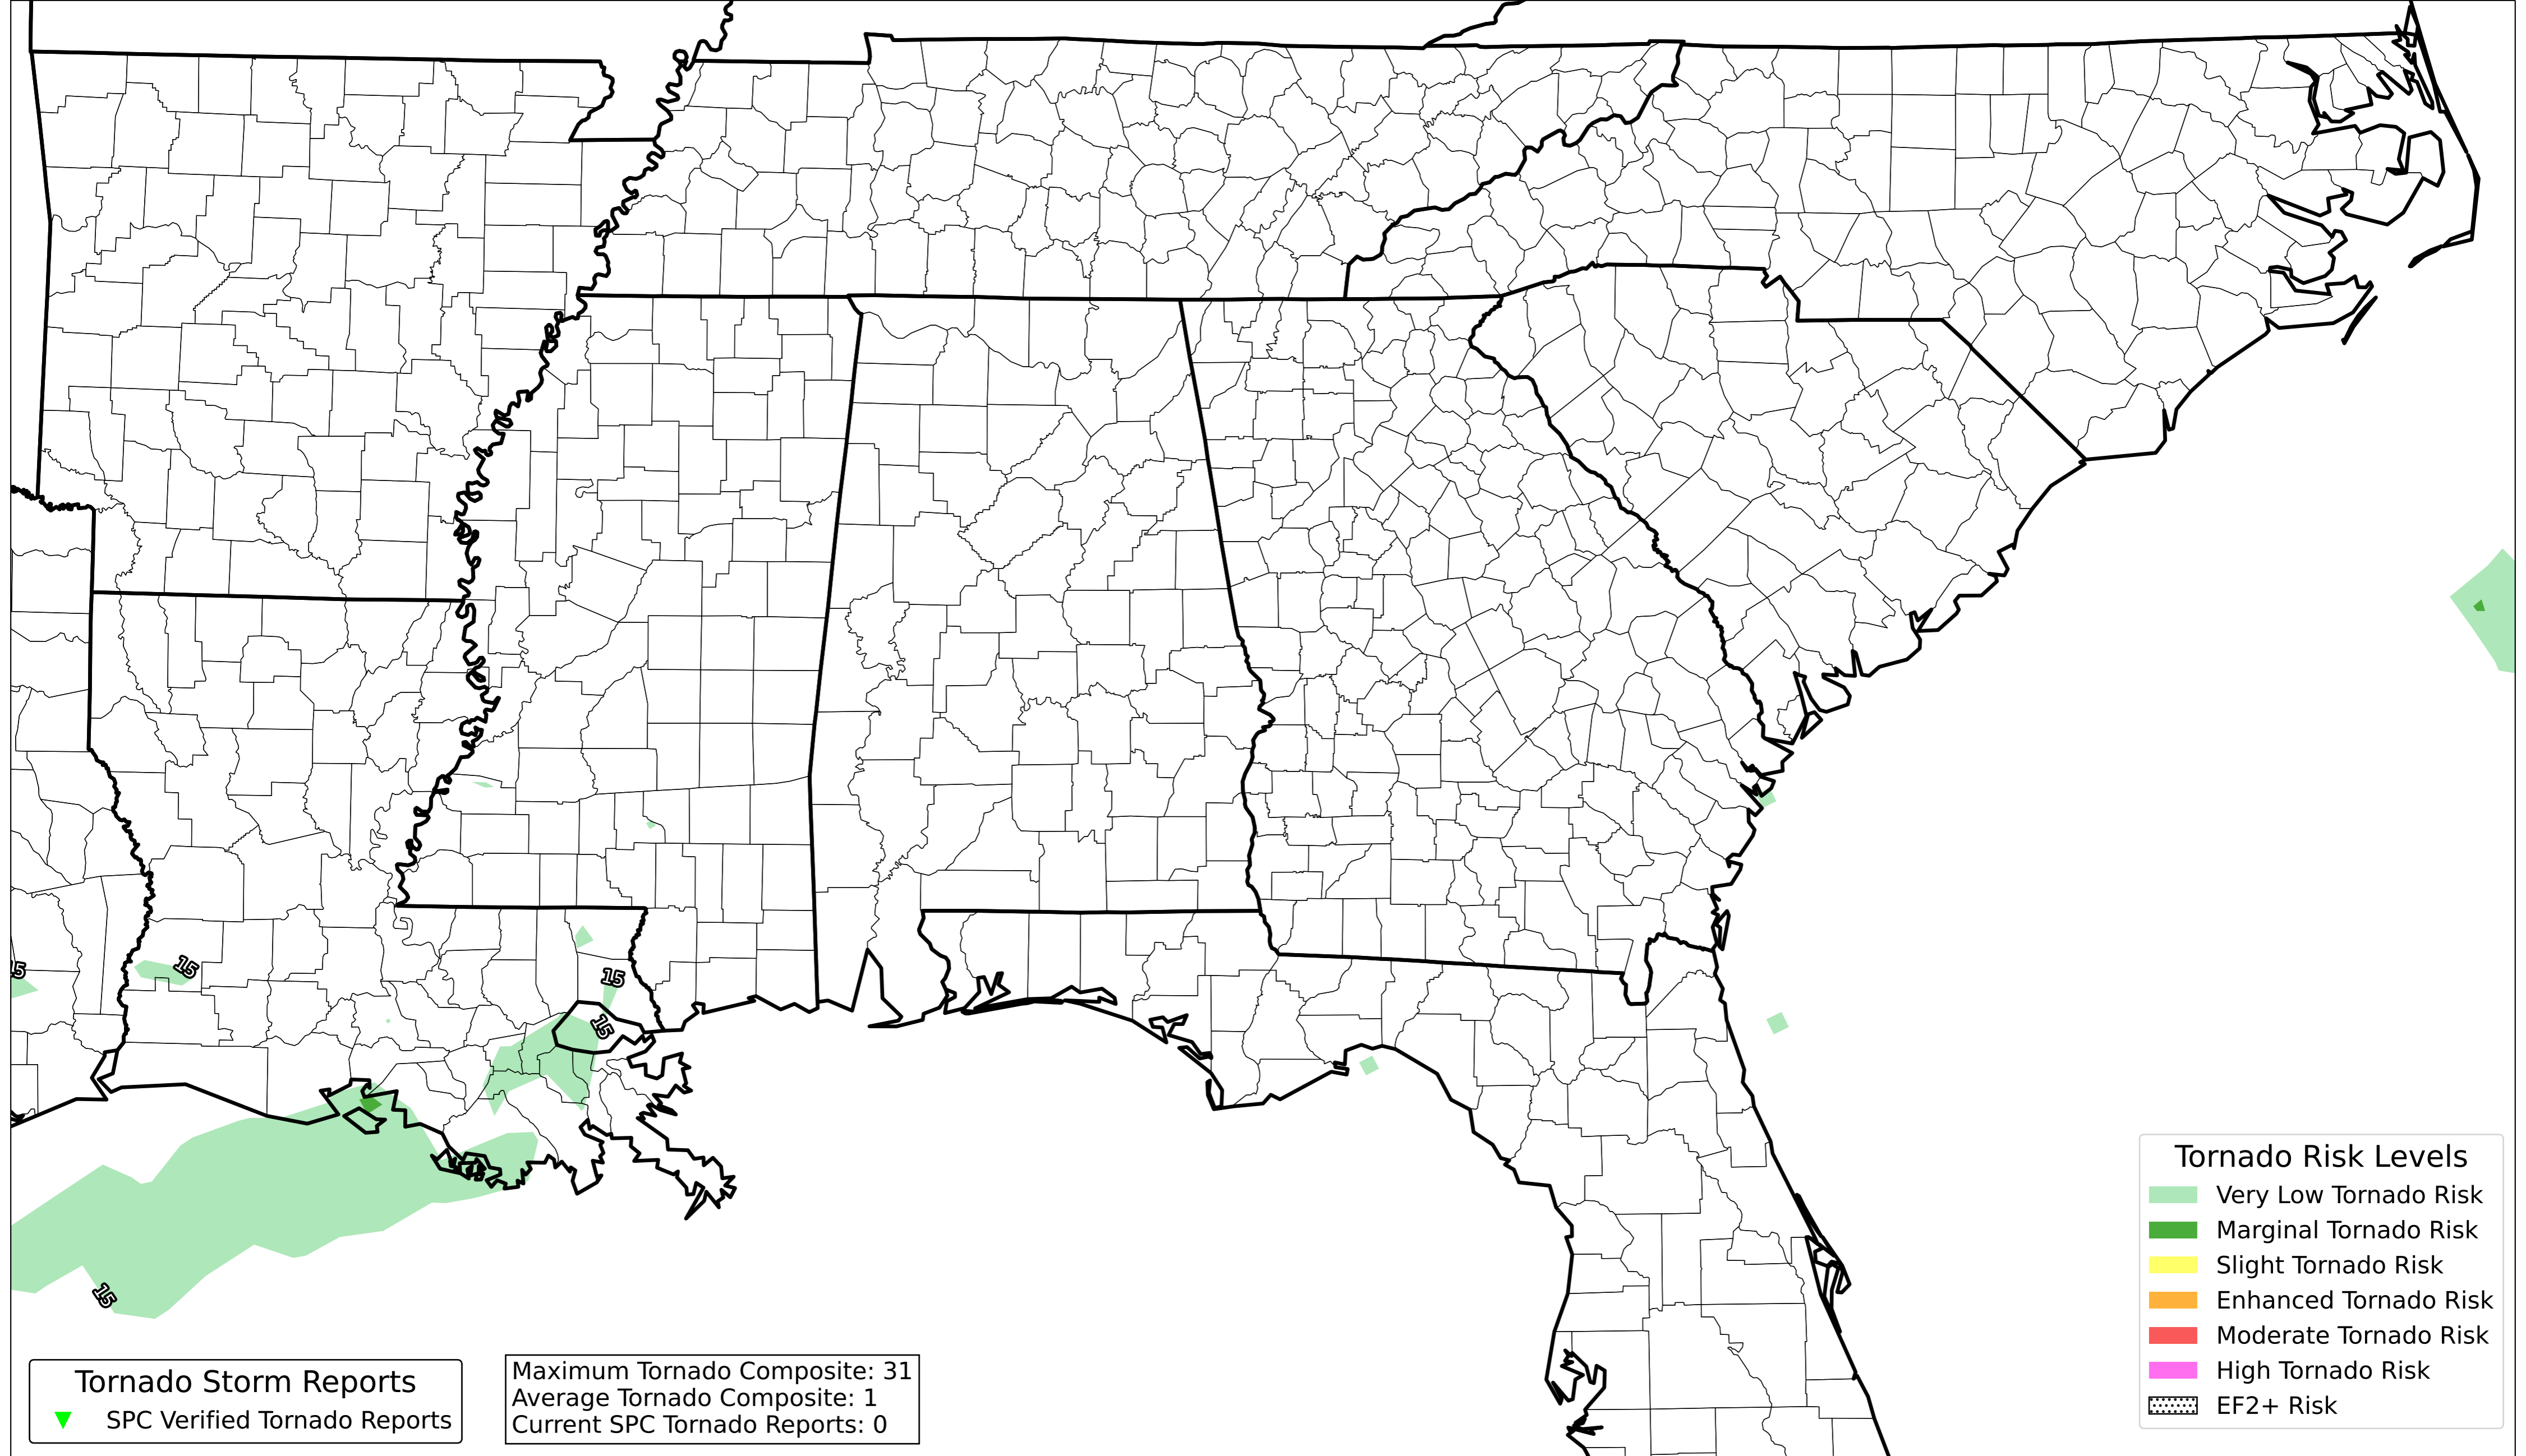 15
15
15
15
15
Tornado Risk Levels
Very Low Tornado Risk
Marginal Tornado Risk
Slight Tornado Risk
Enhanced Tornado Risk
Moderate Tornado Risk
High Tornado Risk
EF2+ Risk
Tornado Storm Reports
SPC Verified Tornado Reports
Maximum Tornado Composite: 31
Average Tornado Composite: 1
Current SPC Tornado Reports: 0